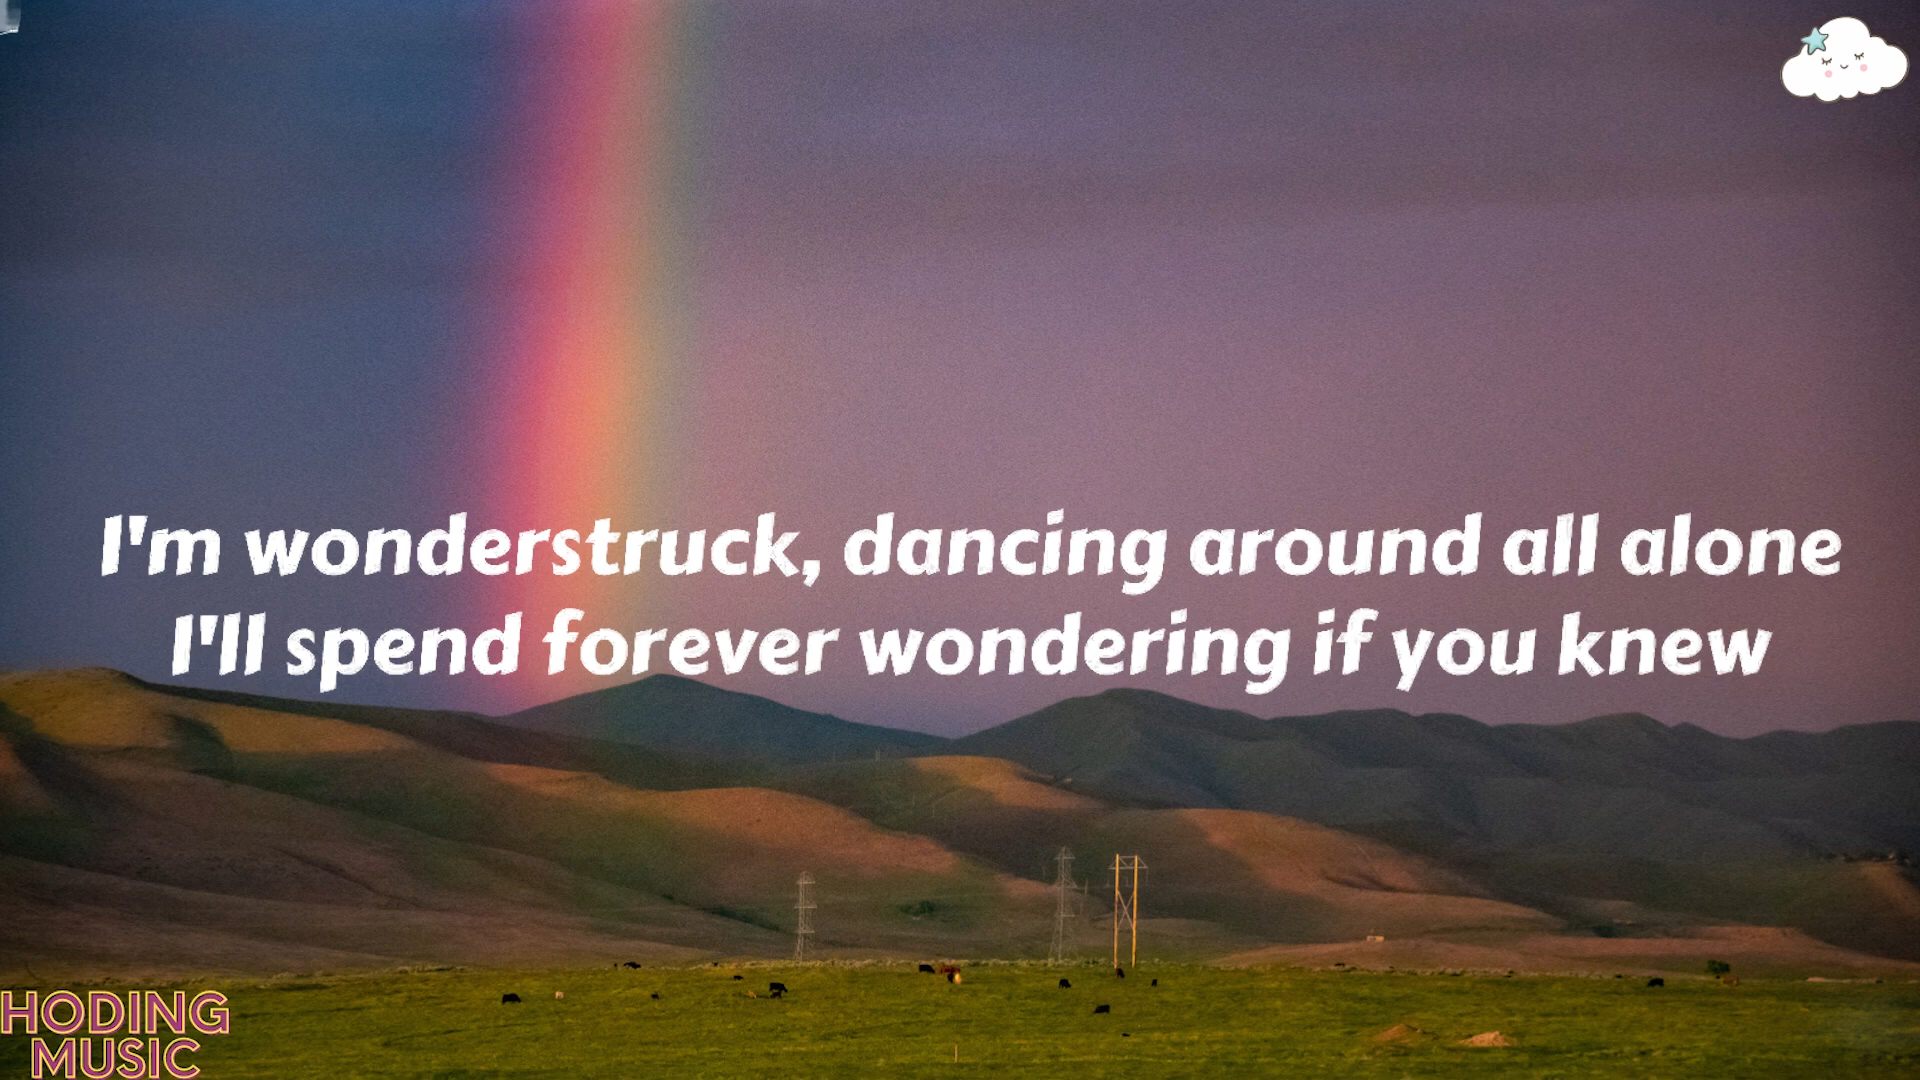 I'm wonderstruck, dancing around all alone
I'll spend forever wondering if you knew
HODING
MUSIC